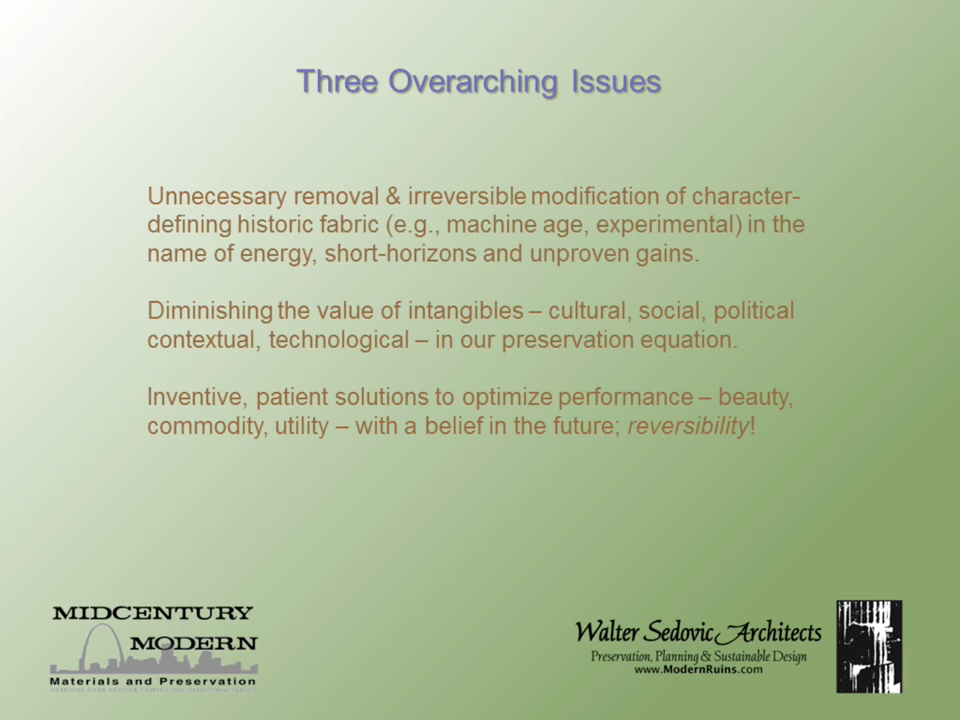 Three Overarching Issues
Unnecessary removal & irreversible modification of character-
defining historic fabric (e.g., machine age, experimental) in the
name of energy, short-horizons and unproven gains.
Diminishing the value of intangibles – cultural, social, political
contextual, technological – in our preservation equation.
Inventive, patient solutions to optimize performance – beauty,
commodity, utility – with a belief in the future; reversibility!
MIDCENTURY
MODERN
Materials and Preservation
Walter Sedovic Architects
Preservation, Planning & Sustainable Design
www.ModernRuins.com